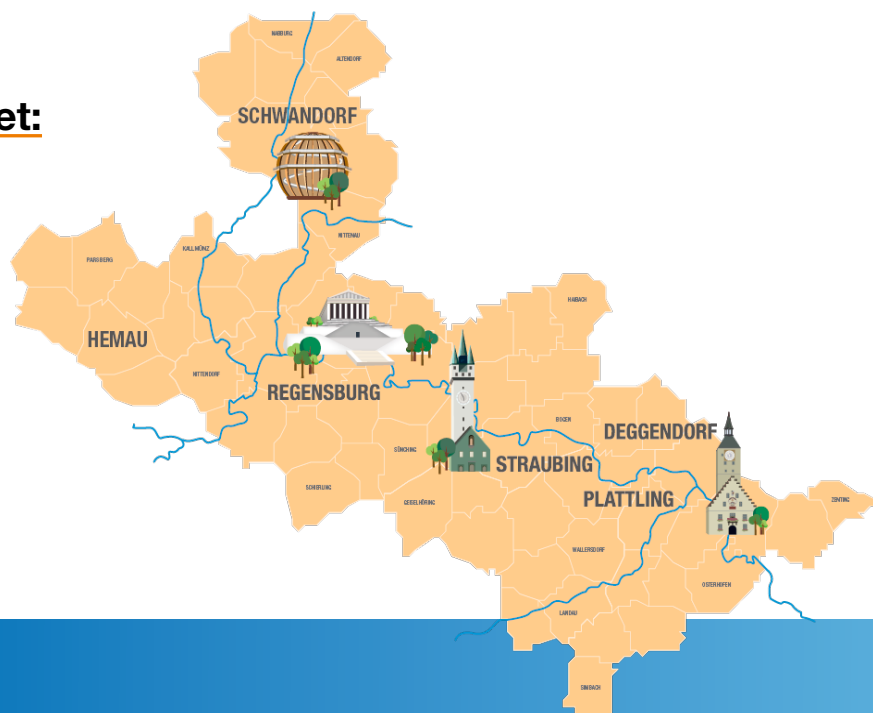 NABBURG
ALTENDORF
et:
SCHWANDORF
NITTENAU
KALLMÜNZ
PARSBERG
HAIBACH
HEMAU
NITTENDORF
REGENSBURG
BOGEN
DEGGENDORF
SÜNCHING
STRAUBING
SCHIERLING
PLATTLING
ZENTING
GEISELHÖRING
WALLERSDORF
OSTERHOFEN
LANDAU
SIMBACH